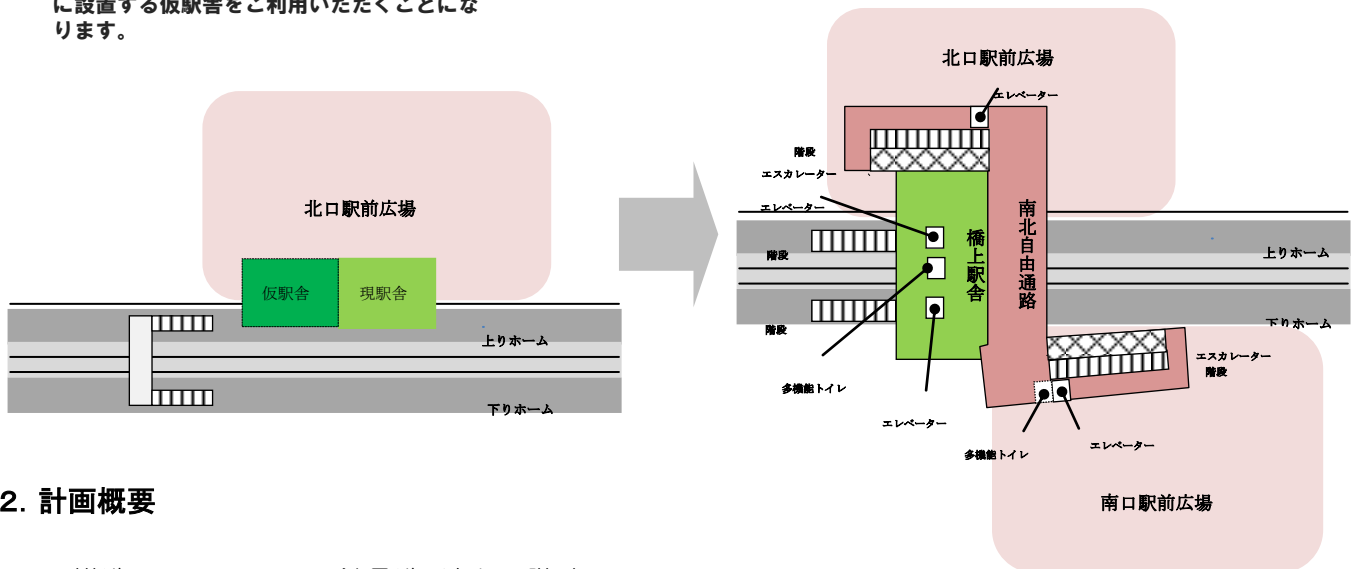 に設置する仮駅舎をご利用いただくことにな
ります。
北口駅前広場
仮駅舎
現駅舎
上りホーム
下りホーム
北口駅前広場
エレベーター
階段
エスカレーター
エレベーター
階段
階段
橋上駅舎
南北自由通路
上りホーム
下りホーム
多機能トイレ
エレベーター
エスカレーター
階段
多機能トイレ
エレベーター
南口駅前広場
2. 計画概要